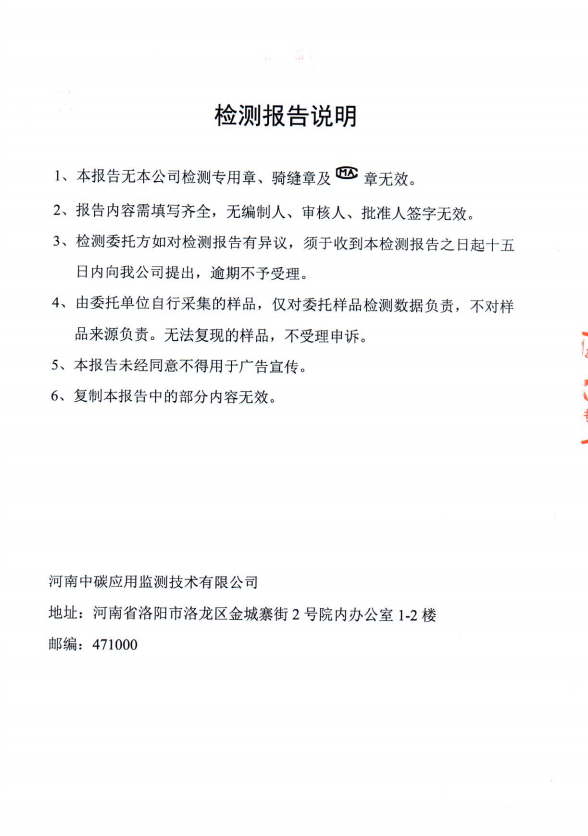 检测报告说明
1、本报告无本公司检测专用章、骑缝章及 MA 章无效。
2、报告内容需填写齐全，无编制人、审核人、批准人签字无效。
3、检测委托方如对检测报告有异议，须于收到本检测报告之日起十五
日内向我公司提出，逾期不予受理。
4、由委托单位自行采集的样品，仅对委托样品检测数据负责，不对样
品来源负责。无法复现的样品，不受理申诉。
5、本报告未经同意不得用于广告宣传。
6、复制本报告中的部分内容无效。
河南中碳应用监测技术有限公司
地址：河南省洛阳市洛龙区金城寨街 2 号院内办公室 1-2 楼
邮编：471000